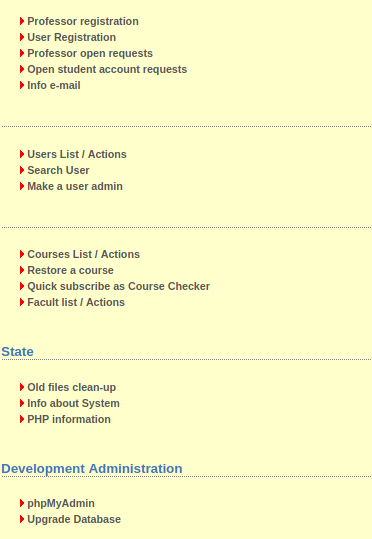 Professor registration
User Registration
Professor open requests
Open student account requests
Info e-mail
Users List / Actions
Search User
Make a user admin
Courses List / Actions
Restore a course
Quick subscribe as Course Checker
Facult list / Actions
State
Old files clean-up
Info about System
PHP information
Development Administration
phpMyAdmin
Upgrade Database